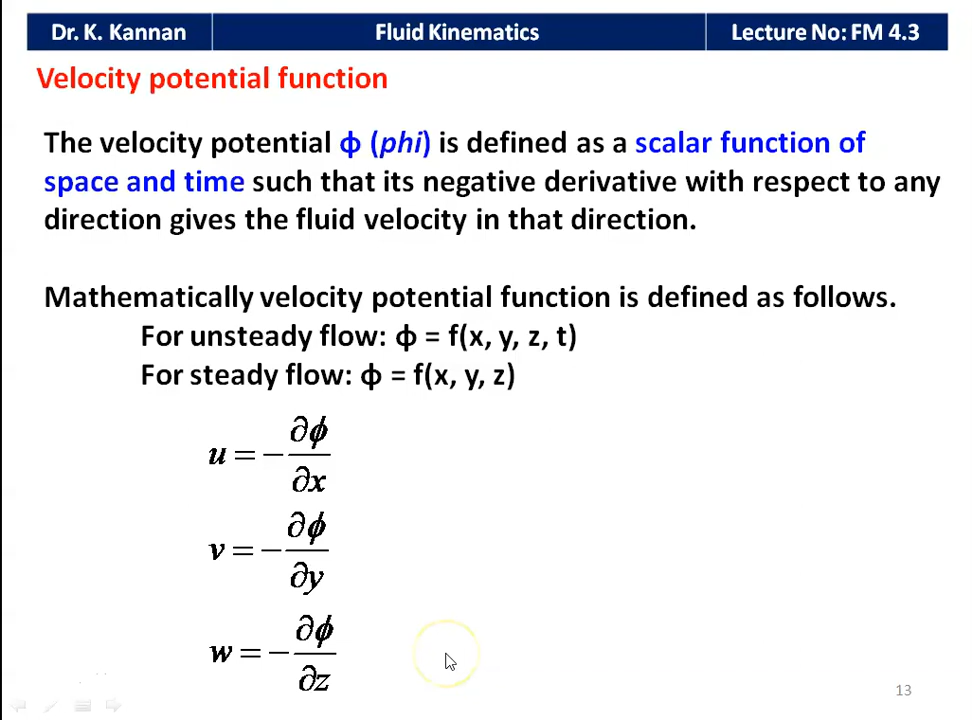 Dr. K. Kannan Fluid Kinematics Lecture No: FM 4.3
Velocity potential function
The velocity potential ϕ (phi) is defined as a scalar function of
space and time such that its negative derivative with respect to any
direction gives the fluid velocity in that direction.
Mathematically velocity potential function is defined as follows.
For unsteady flow: ϕ = f(x, y, z, t)
For steady flow: ϕ = f(x, y, z)
u = −∂ϕ/∂x
v = −∂ϕ/∂y
w = −∂ϕ/∂z
13